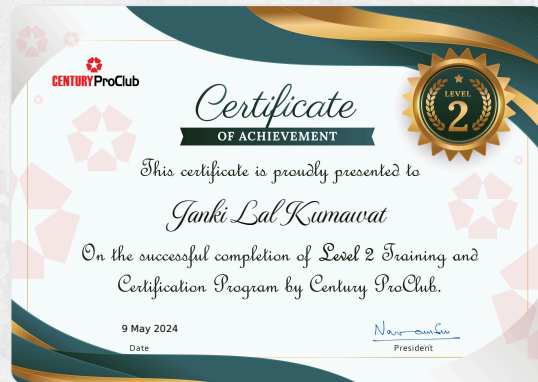 CENTURY ProClub
LEVEL
2
Certificate
OF ACHIEVEMENT
This certificate is proudly presented to
Janki Lal Kumawat
On the successful completion of Level 2 Training and
Certification Program by Century ProClub.
9 May 2024
Date
President